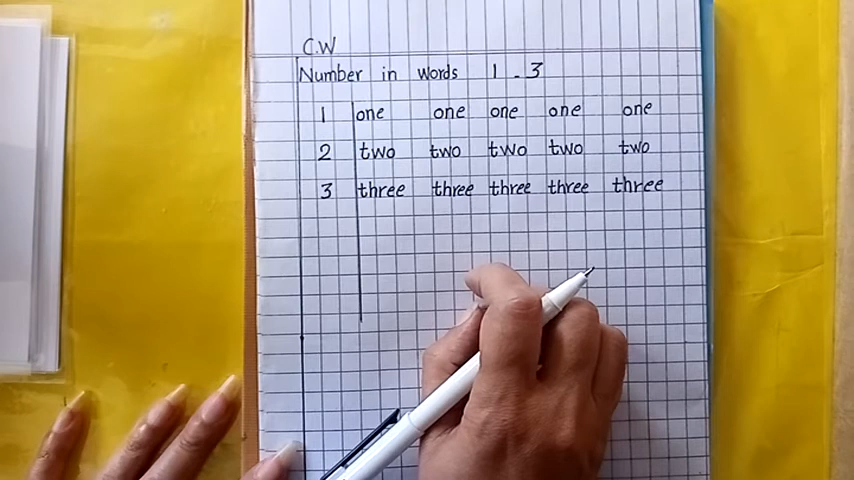 C.W
Number in words 1 - 3
1 one one one one one
2 two two two two two
3 three three three three three